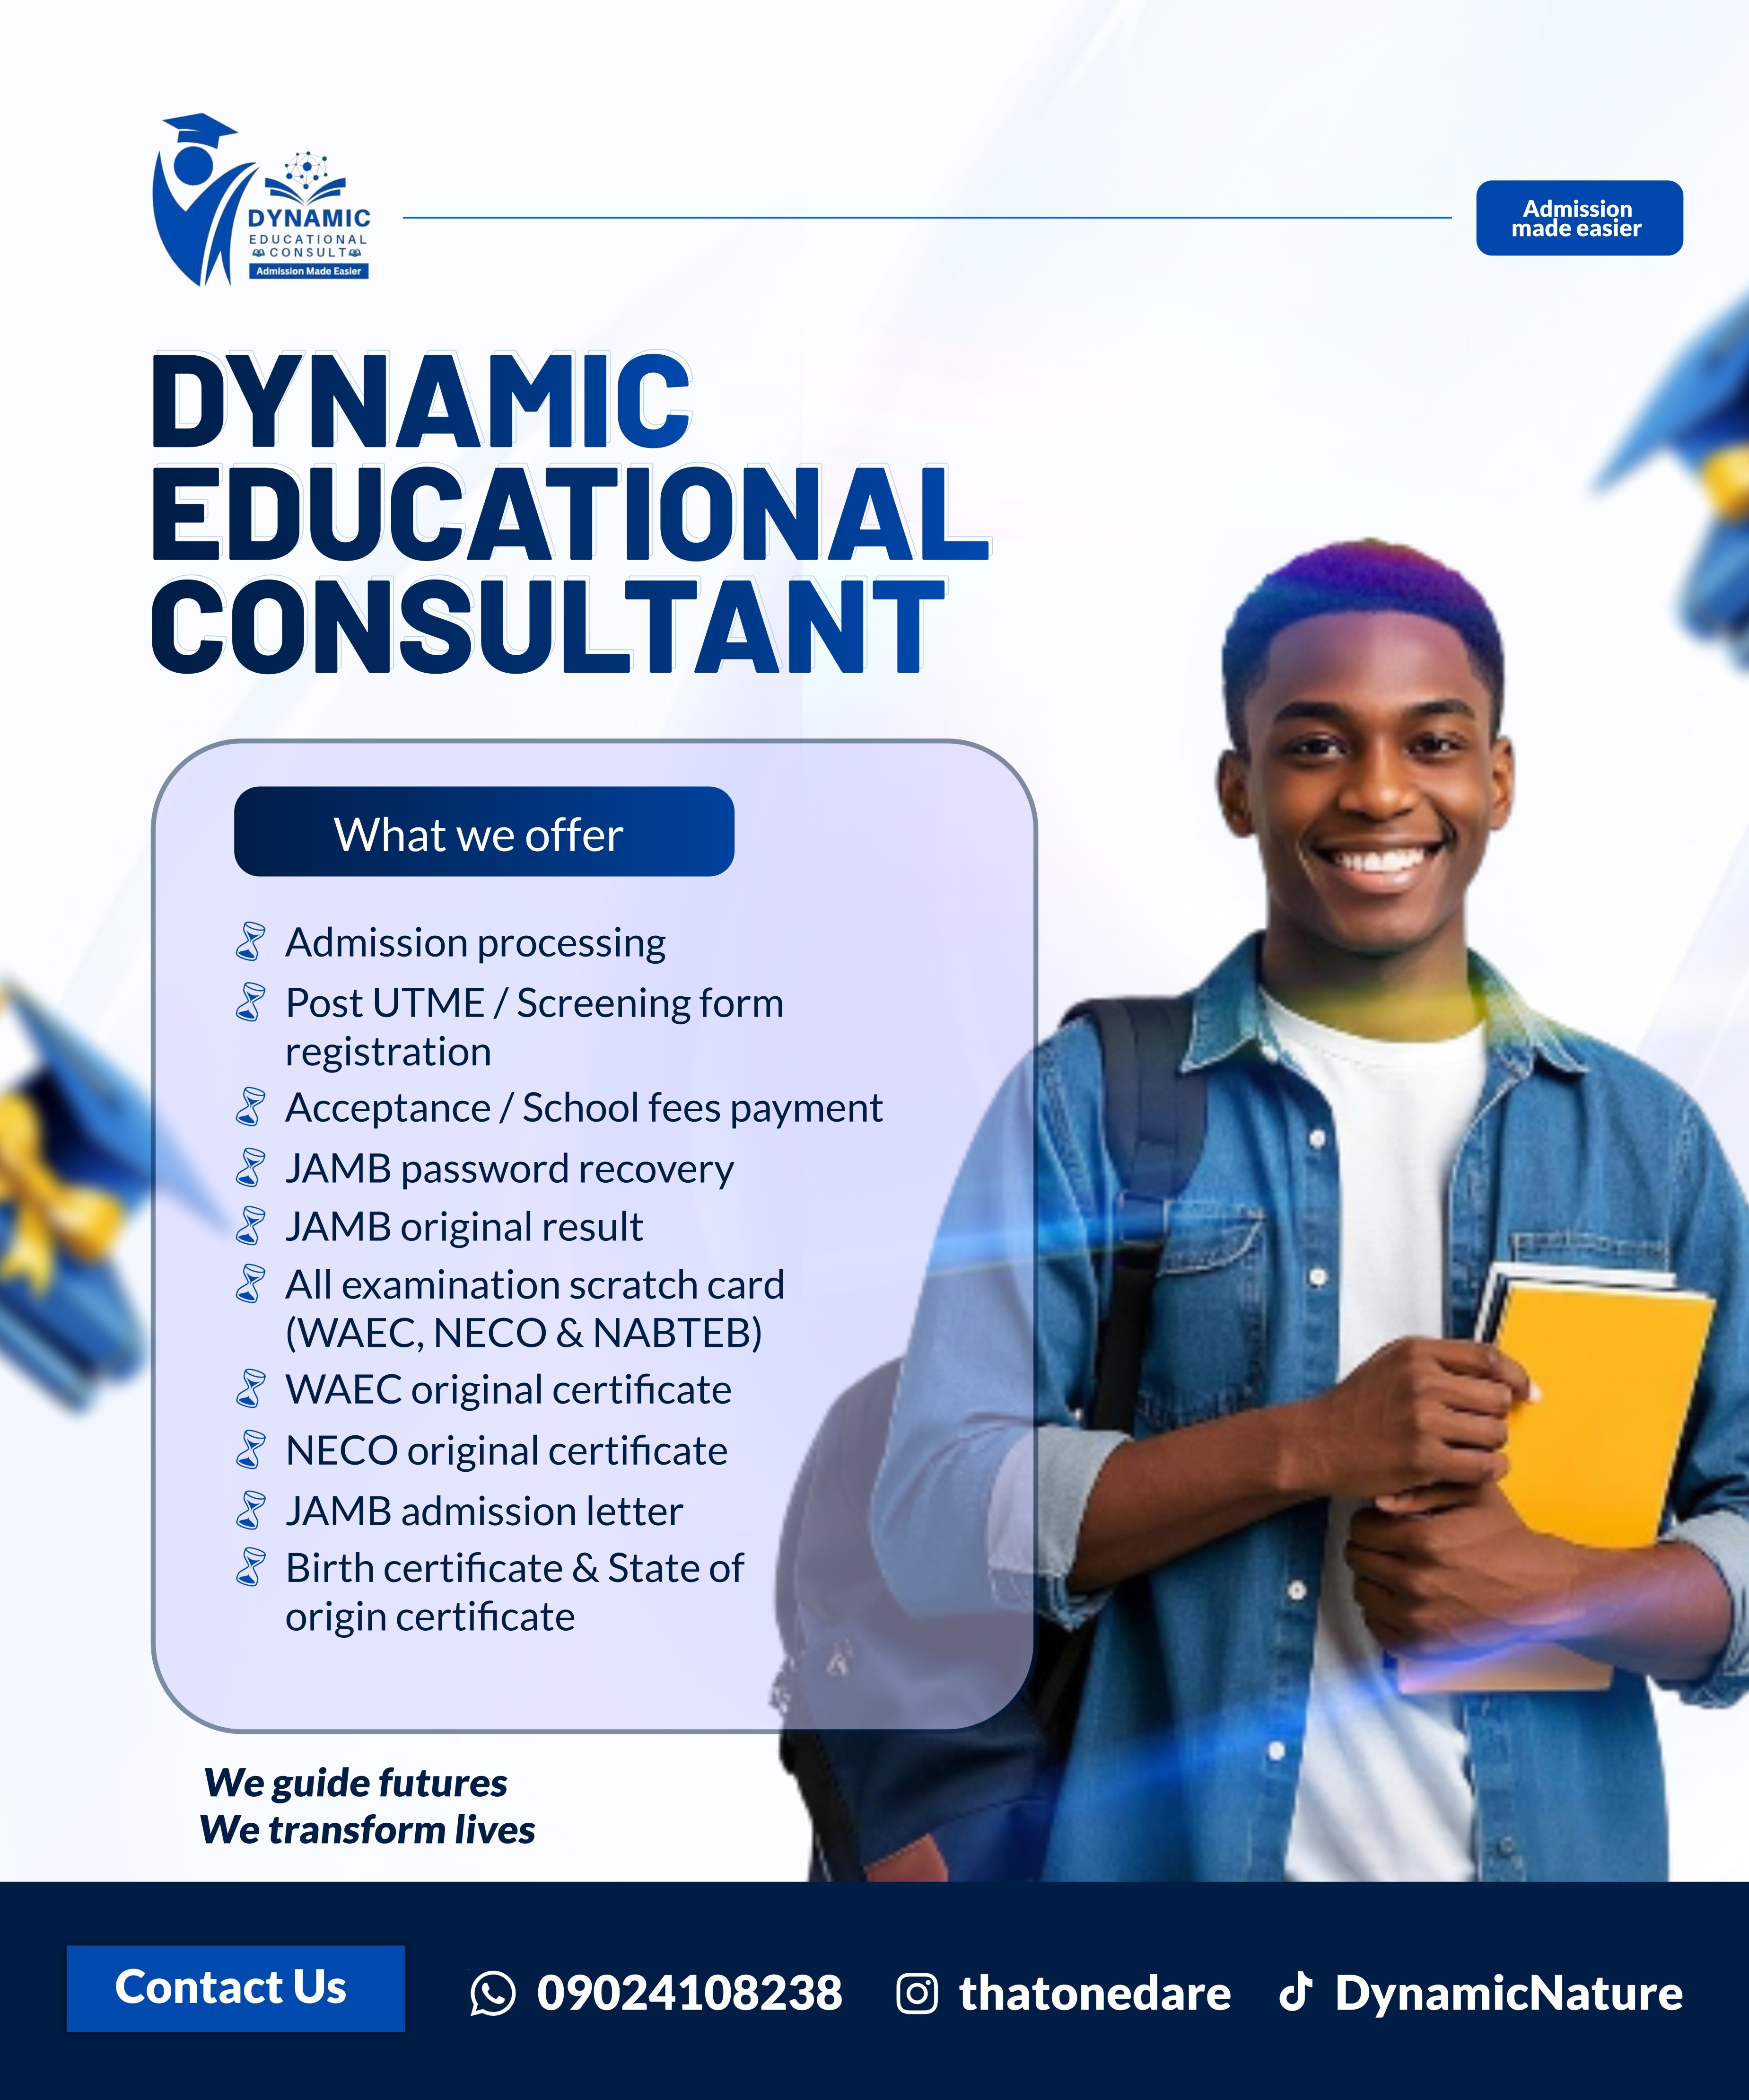 DYNAMIC
EDUCATIONAL
CONSULT
Admission Made Easier
Admission
made easier
DYNAMIC
EDUCATIONAL
CONSULTANT
What we offer
Admission processing
Post UTME / Screening form
registration
Acceptance / School fees payment
JAMB password recovery
JAMB original result
All examination scratch card
(WAEC, NECO & NABTEB)
WAEC original certificate
NECO original certificate
JAMB admission letter
Birth certificate & State of
origin certificate
We guide futures
We transform lives
Contact Us
09024108238
thatonedare
DynamicNature